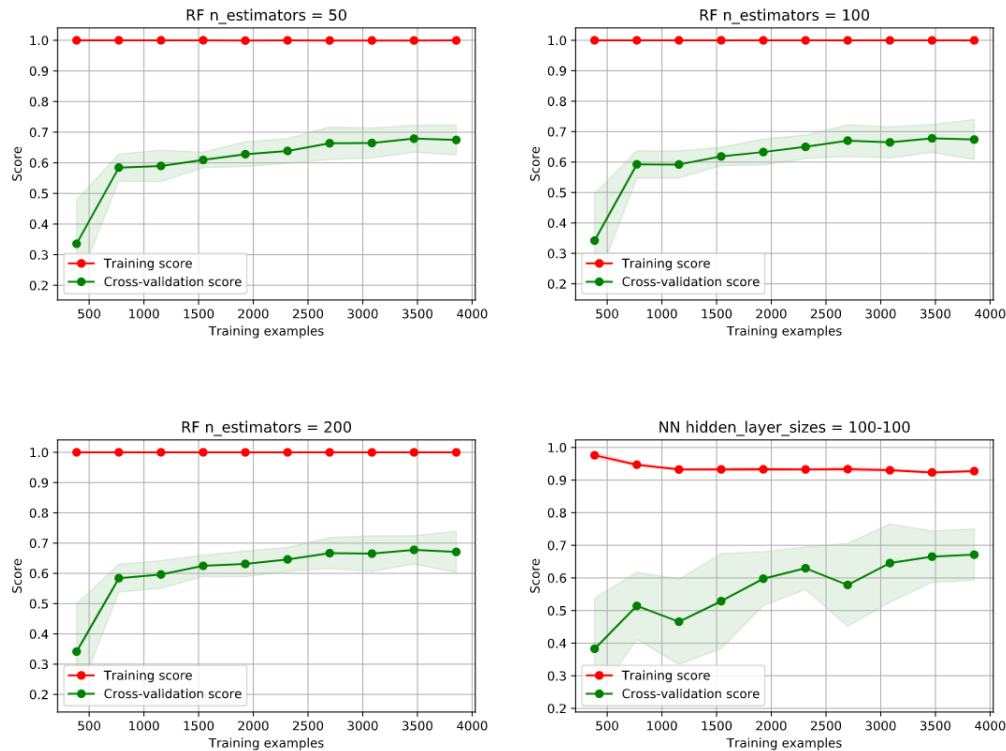 RF n_estimators = 50
1.0
0.9
0.8
0.7
0.6
0.5
0.4
0.3
0.2
Score
Training score
Cross-validation score
500 1000 1500 2000 2500 3000 3500 4000
Training examples
RF n_estimators = 100
1.0
0.9
0.8
0.7
0.6
0.5
0.4
0.3
0.2
Score
Training score
Cross-validation score
500 1000 1500 2000 2500 3000 3500 4000
Training examples
RF n_estimators = 200
1.0
0.9
0.8
0.7
0.6
0.5
0.4
0.3
0.2
Score
Training score
Cross-validation score
500 1000 1500 2000 2500 3000 3500 4000
Training examples
NN hidden_layer_sizes = 100-100
1.0
0.9
0.8
0.7
0.6
0.5
0.4
0.3
0.2
Score
Training score
Cross-validation score
500 1000 1500 2000 2500 3000 3500 4000
Training examples